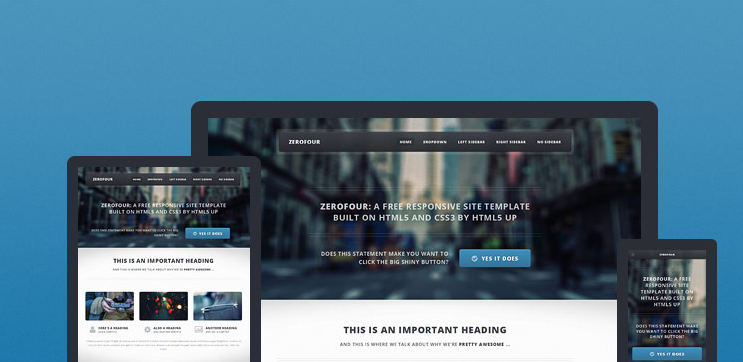 ZEROFOUR
HOME DROPDOWN LEFT SIDEBAR RIGHT SIDEBAR NO SIDEBAR
ZEROFOUR: A FREE RESPONSIVE SITE TEMPLATE
BUILT ON HTML5 AND CSS3 BY HTML5 UP
DOES THIS STATEMENT MAKE YOU WANT TO
CLICK THE BIG SHINY BUTTON?
YES IT DOES
THIS IS AN IMPORTANT HEADING
AND THIS IS WHERE WE TALK ABOUT WHY WE'RE PRETTY AWESOME ...
ZEROFOUR
HOME DROPDOWN LEFT SIDEBAR RIGHT SIDEBAR NO SIDEBAR
ZEROFOUR: A FREE RESPONSIVE SITE TEMPLATE
BUILT ON HTML5 AND CSS3 BY HTML5 UP
DOES THIS STATEMENT MAKE YOU WANT TO CLICK THE BIG
SHINY BUTTON?
YES IT DOES
THIS IS AN IMPORTANT HEADING
AND THIS IS WHERE WE TALK ABOUT WHY WE'RE PRETTY AWESOME ...
HERE'S A HEADING
ALSO A HEADING
ANOTHER HEADING
ZEROFOUR
ZEROFOUR: A FREE
RESPONSIVE SITE
TEMPLATE BUILT ON
HTML5 AND CSS3 BY
HTML5 UP
DOES THIS STATEMENT MAKE
YOU WANT TO CLICK THE BIG
SHINY BUTTON?
YES IT DOES